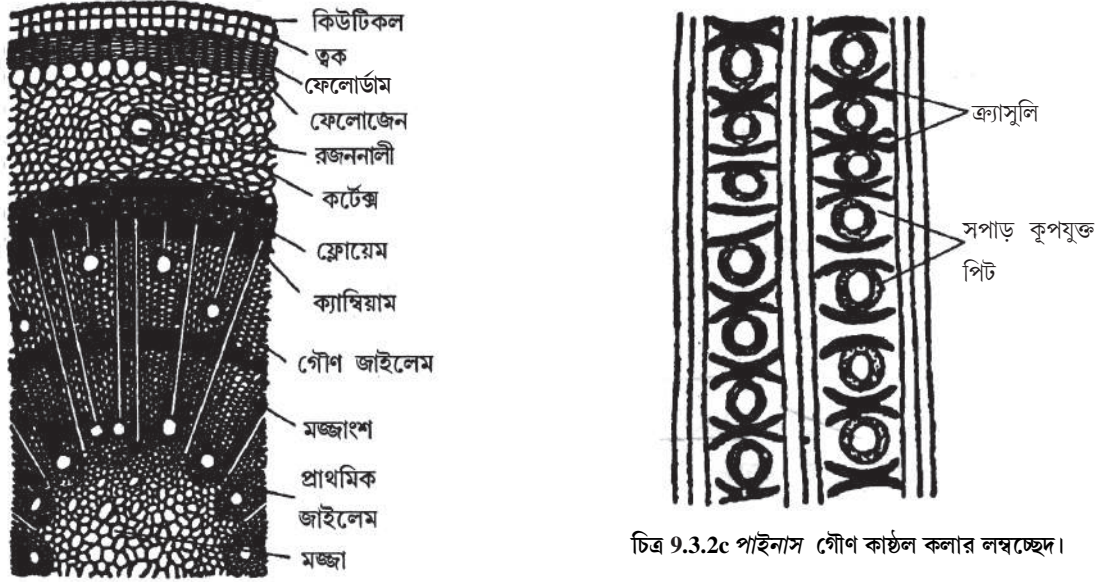 কিউটিকল
ত্বক
ফেলোর্ডাম
ফেলোজেন
রজননালী
কর্টেক্স
ফ্লোয়েম
ক্যাম্বিয়াম
গৌণ জাইলেম
মজ্জাংশ
প্রাথমিক
জাইলেম
মজ্জা
ক্র্যাসুলি
সপাড় কূপযুক্ত
পিট
চিত্র 9.3.2c পাইনাস গৌণ কাষ্ঠল কলার লম্বচ্ছেদ।